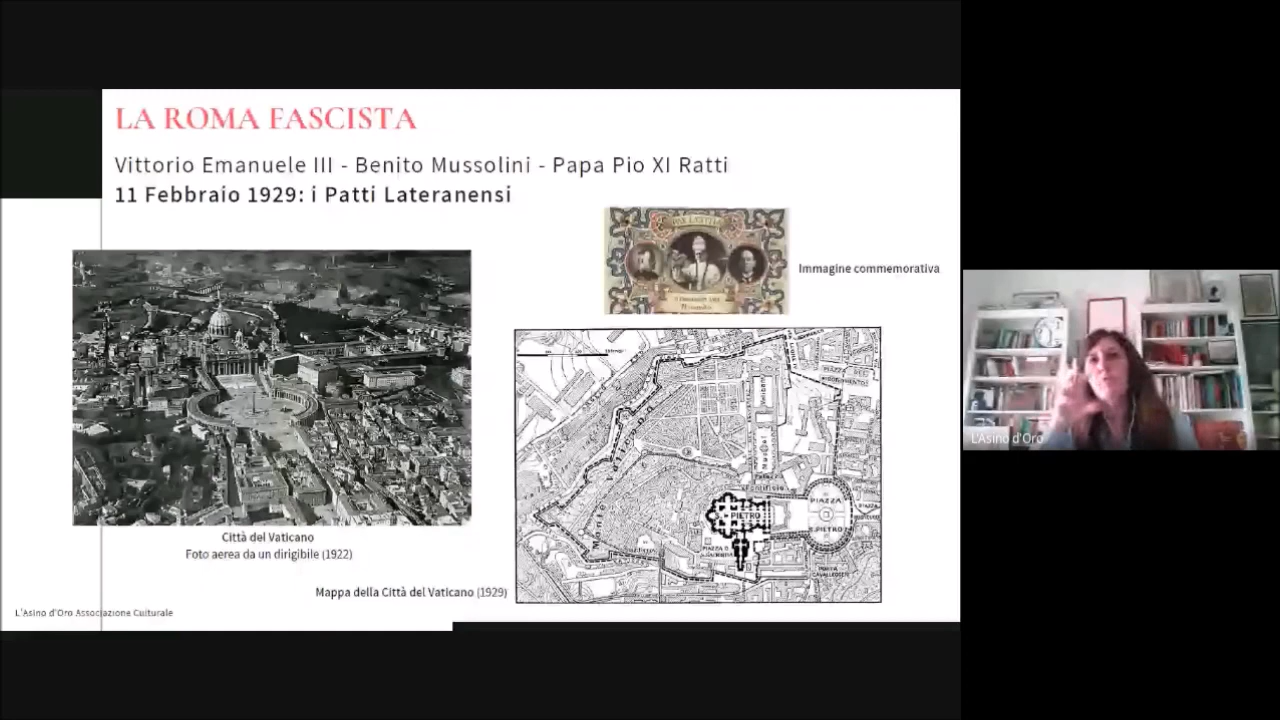 LA ROMA FASCISTA
Vittorio Emanuele III - Benito Mussolini - Papa Pio XI Ratti
11 Febbraio 1929: i Patti Lateranensi
Immagine commemorativa
PIAZZA
PIETRO
PIAZZA
S. PIETRO
Città del Vaticano
Foto aerea da un dirigibile (1922)
Mappa della Città del Vaticano (1929)
L'Asino d'Oro Associazione Culturale
L'Asino d'Oro